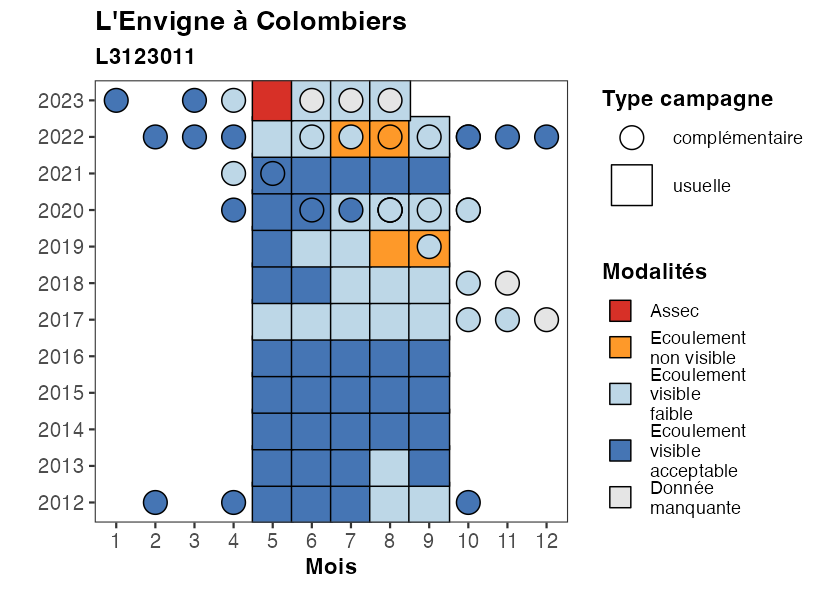 L'Envigne à Colombiers
L3123011
2023
2022
2021
2020
2019
2018
2017
2016
2015
2014
2013
2012
1 2 3 4 5 6 7 8 9 10 11 12
Mois
Type campagne
complémentaire
usuelle
Modalités
Assec
Ecoulement
non visible
Ecoulement
visible
faible
Ecoulement
visible
acceptable
Donnée
manquante